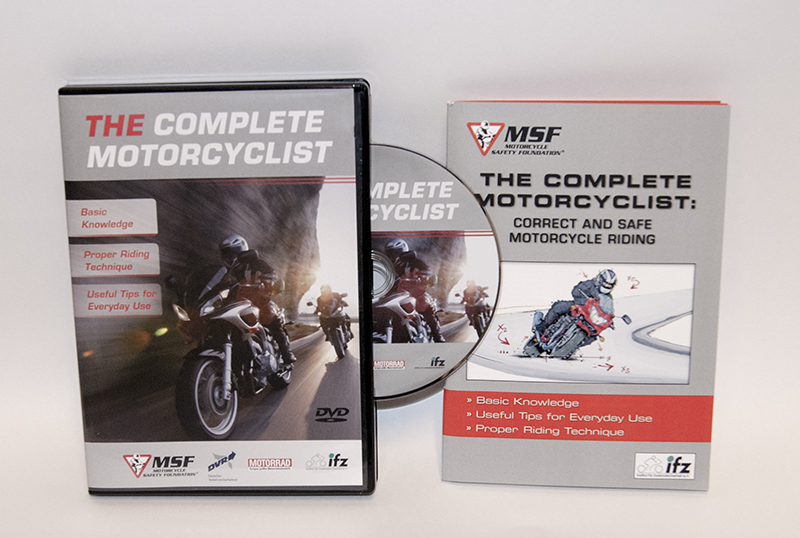 THE COMPLETE
MOTORCYCLIST
Basic
Knowledge
Proper Riding
Technique
Useful Tips for
Everyday Use
DVD
MSF
MOTORCYCLE
SAFETY FOUNDATION®
DVR
MOTORRAD
ifz
MPLETE
CYCLIST
MOTORRAD
ifz
MSF
MOTORCYCLE
SAFETY FOUNDATION®
THE COMPLETE
MOTORCYCLIST:
CORRECT AND SAFE
MOTORCYCLE RIDING
» Basic Knowledge
» Useful Tips for Everyday Use
» Proper Riding Technique
ifz